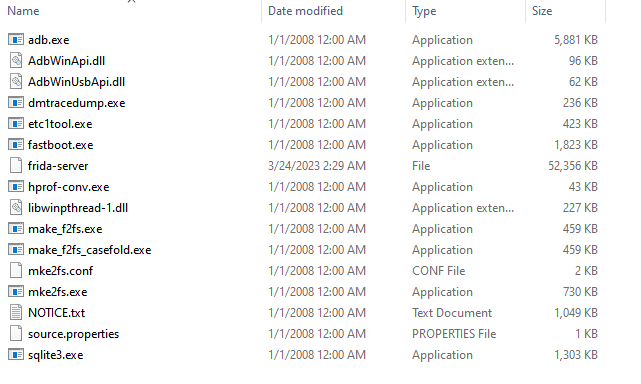 Name Date modified Type Size
adb.exe 1/1/2008 12:00 AM Application 5,881 KB
AdbWinApi.dll 1/1/2008 12:00 AM Application exten... 96 KB
AdbWinUsbApi.dll 1/1/2008 12:00 AM Application exten... 62 KB
dmtracedump.exe 1/1/2008 12:00 AM Application 236 KB
etc1tool.exe 1/1/2008 12:00 AM Application 423 KB
fastboot.exe 1/1/2008 12:00 AM Application 1,823 KB
frida-server 3/24/2023 2:29 AM File 52,356 KB
hprof-conv.exe 1/1/2008 12:00 AM Application 43 KB
libwinpthread-1.dll 1/1/2008 12:00 AM Application exten... 227 KB
make_f2fs.exe 1/1/2008 12:00 AM Application 459 KB
make_f2fs_casefold.exe 1/1/2008 12:00 AM Application 459 KB
mke2fs.conf 1/1/2008 12:00 AM CONF File 2 KB
mke2fs.exe 1/1/2008 12:00 AM Application 730 KB
NOTICE.txt 1/1/2008 12:00 AM Text Document 1,049 KB
source.properties 1/1/2008 12:00 AM PROPERTIES File 1 KB
sqlite3.exe 1/1/2008 12:00 AM Application 1,303 KB